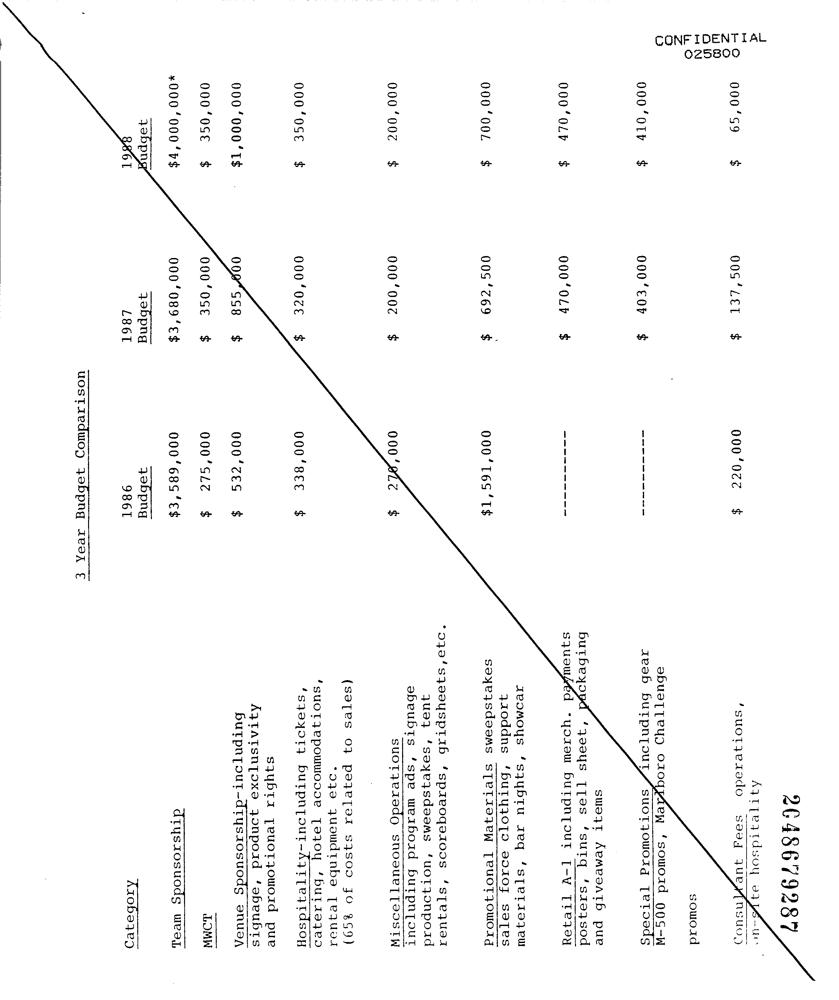 CONFIDENTIAL
025800
3 Year Budget Comparison
1986 1987 1988
Category Budget Budget Budget
Team Sponsorship $3,589,000 $3,680,000 $4,000,000*
MWCT $ 275,000 $ 350,000 $ 350,000
Venue Sponsorship-including $ 532,000 $ 855,000 $1,000,000
signage, product exclusivity
and promotional rights
Hospitality-including tickets, $ 338,000 $ 320,000 $ 350,000
catering, hotel accommodations,
rental equipment etc.
(65% of costs related to sales)
Miscellaneous Operations $ 270,000 $ 200,000 $ 200,000
including program ads, signage
production, sweepstakes, tent
rentals, scoreboards, gridsheets,etc.
Promotional Materials sweepstakes $1,591,000 $ 692,500 $ 700,000
sales force clothing, support
materials, bar nights, showcar
Retail A-1 including merch. payments ----------- $ 470,000 $ 470,000
posters, bins, sell sheet, packaging
and giveaway items
Special Promotions including gear ----------- $ 403,000 $ 410,000
M-500 promos, Marlboro Challenge
promos
Consultant Fees operations, $ 220,000 $ 137,500 $ 65,000
on-site hospitality
2048679287